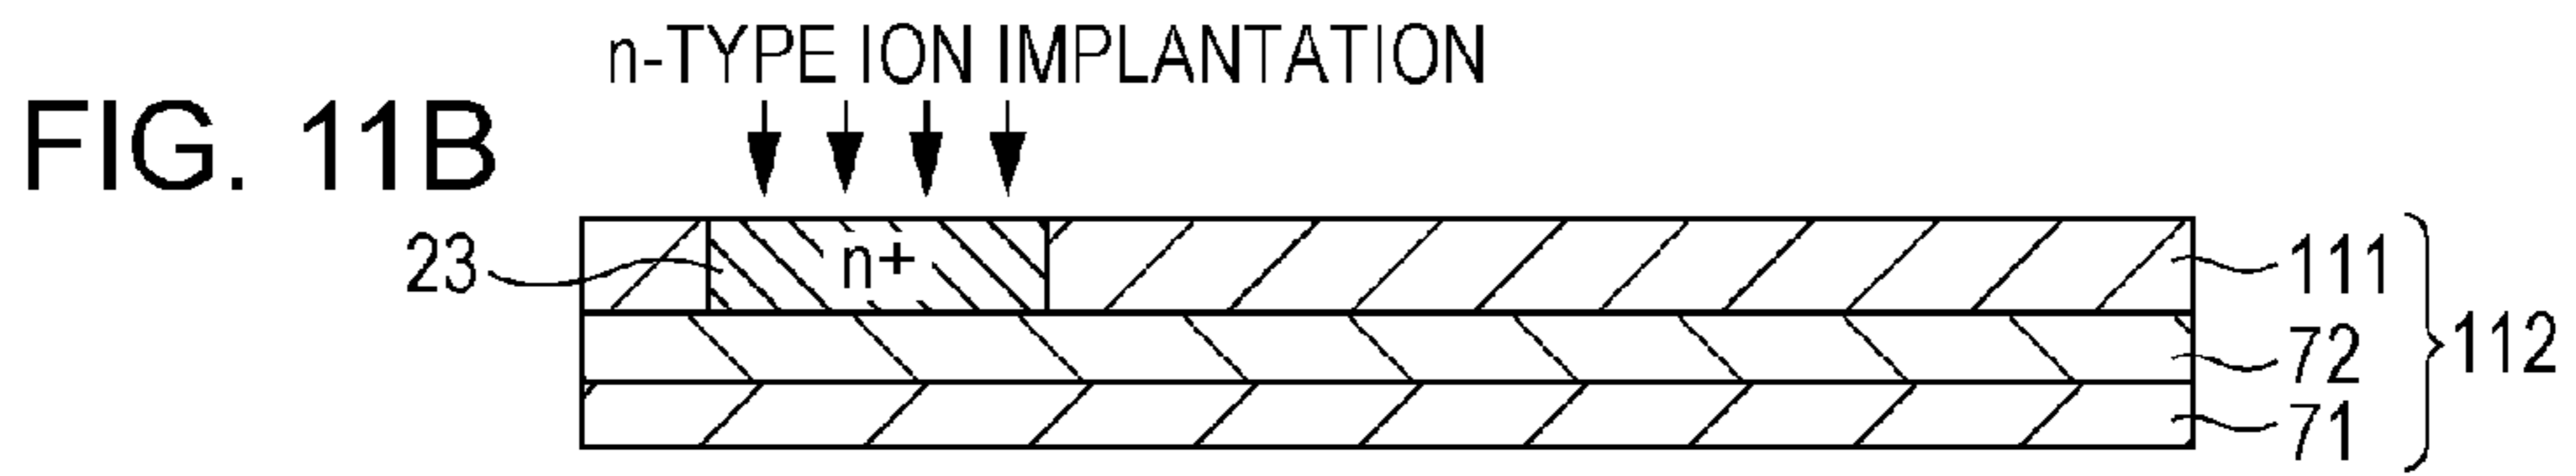 n-TYPE ION IMPLANTATION
FIG. 11B
23
n+
111
72
112
71